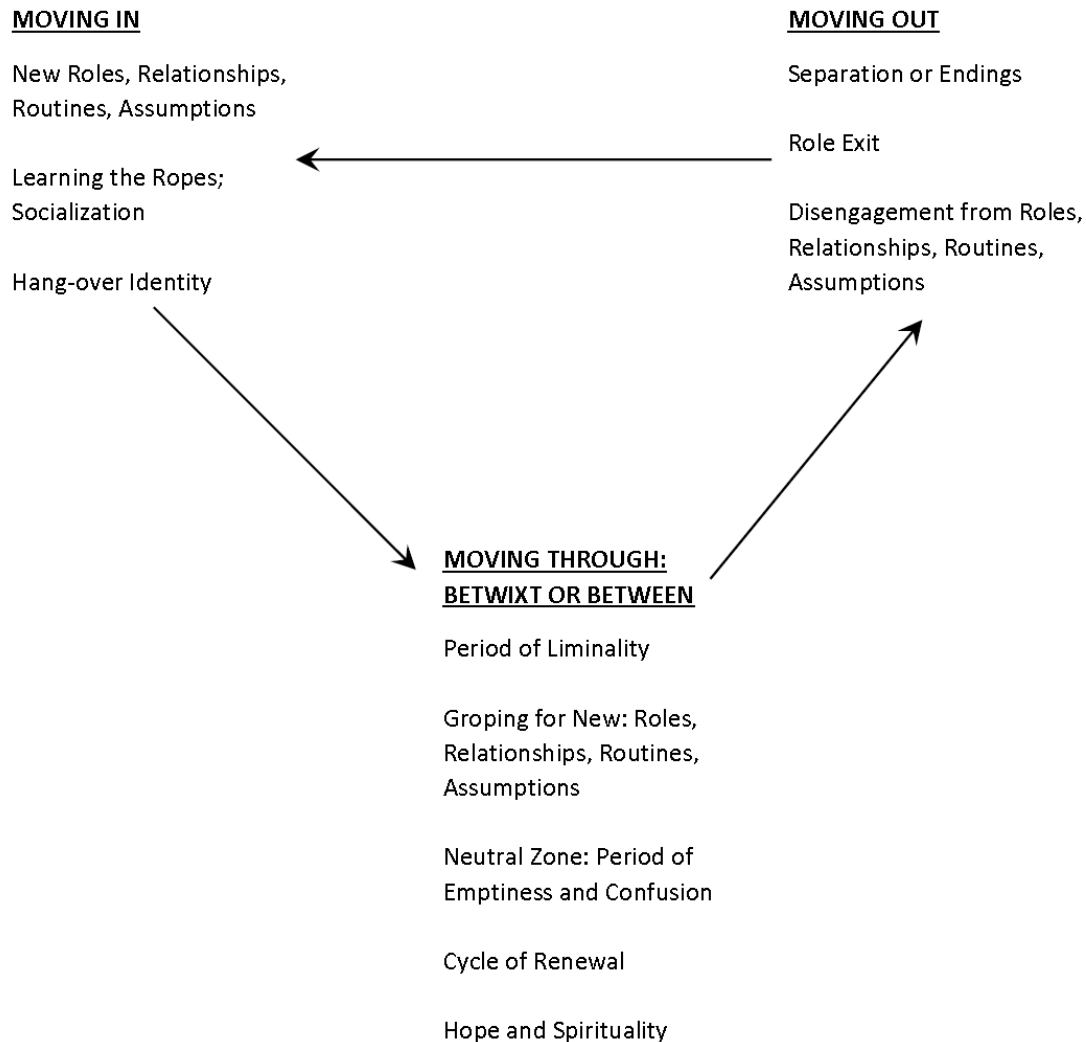 MOVING IN
New Roles, Relationships,
Routines, Assumptions
Learning the Ropes;
Socialization
Hang-over Identity
MOVING OUT
Separation or Endings
Role Exit
Disengagement from Roles,
Relationships, Routines,
Assumptions
MOVING THROUGH:
BETWIXT OR BETWEEN
Period of Liminality
Groping for New: Roles,
Relationships, Routines,
Assumptions
Neutral Zone: Period of
Emptiness and Confusion
Cycle of Renewal
Hope and Spirituality